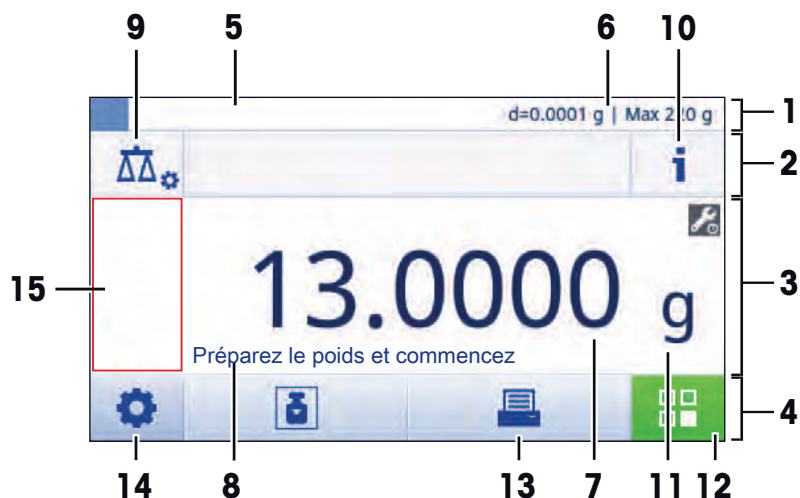 9 5 6 10
d=0.0001 g | Max 220 g 1
i 2
15 13.0000 g 3
Préparez le poids et commencez
4
14 8 13 7 11 12